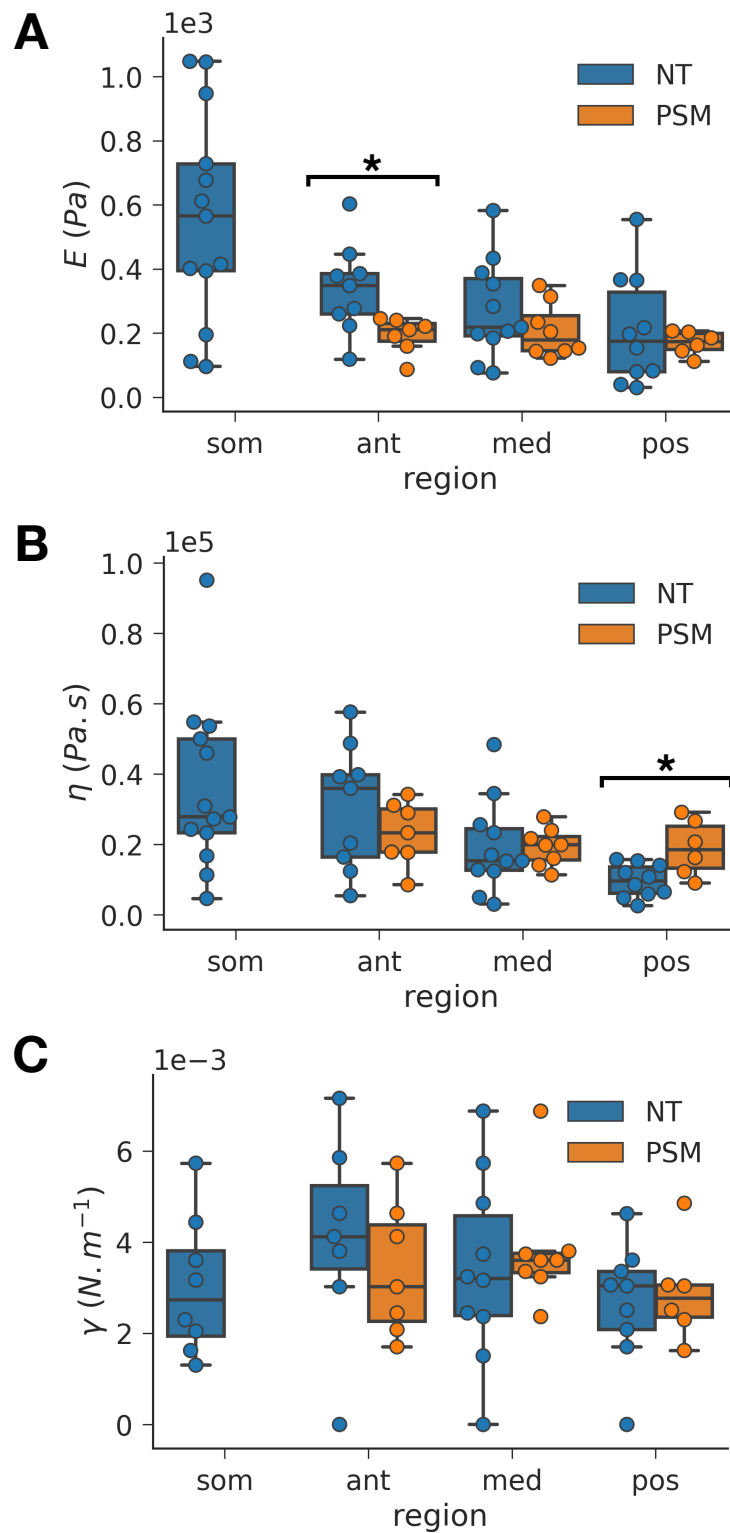 A
1e3
NT
PSM
*
1.0
0.8
0.6
0.4
0.2
0.0
E (Pa)
som ant med pos
region
B
1e5
NT
PSM
*
1.0
0.8
0.6
0.4
0.2
0.0
η (Pa.s)
som ant med pos
region
C
1e−3
NT
PSM
6
4
2
0
γ (N.m⁻¹)
som ant med pos
region